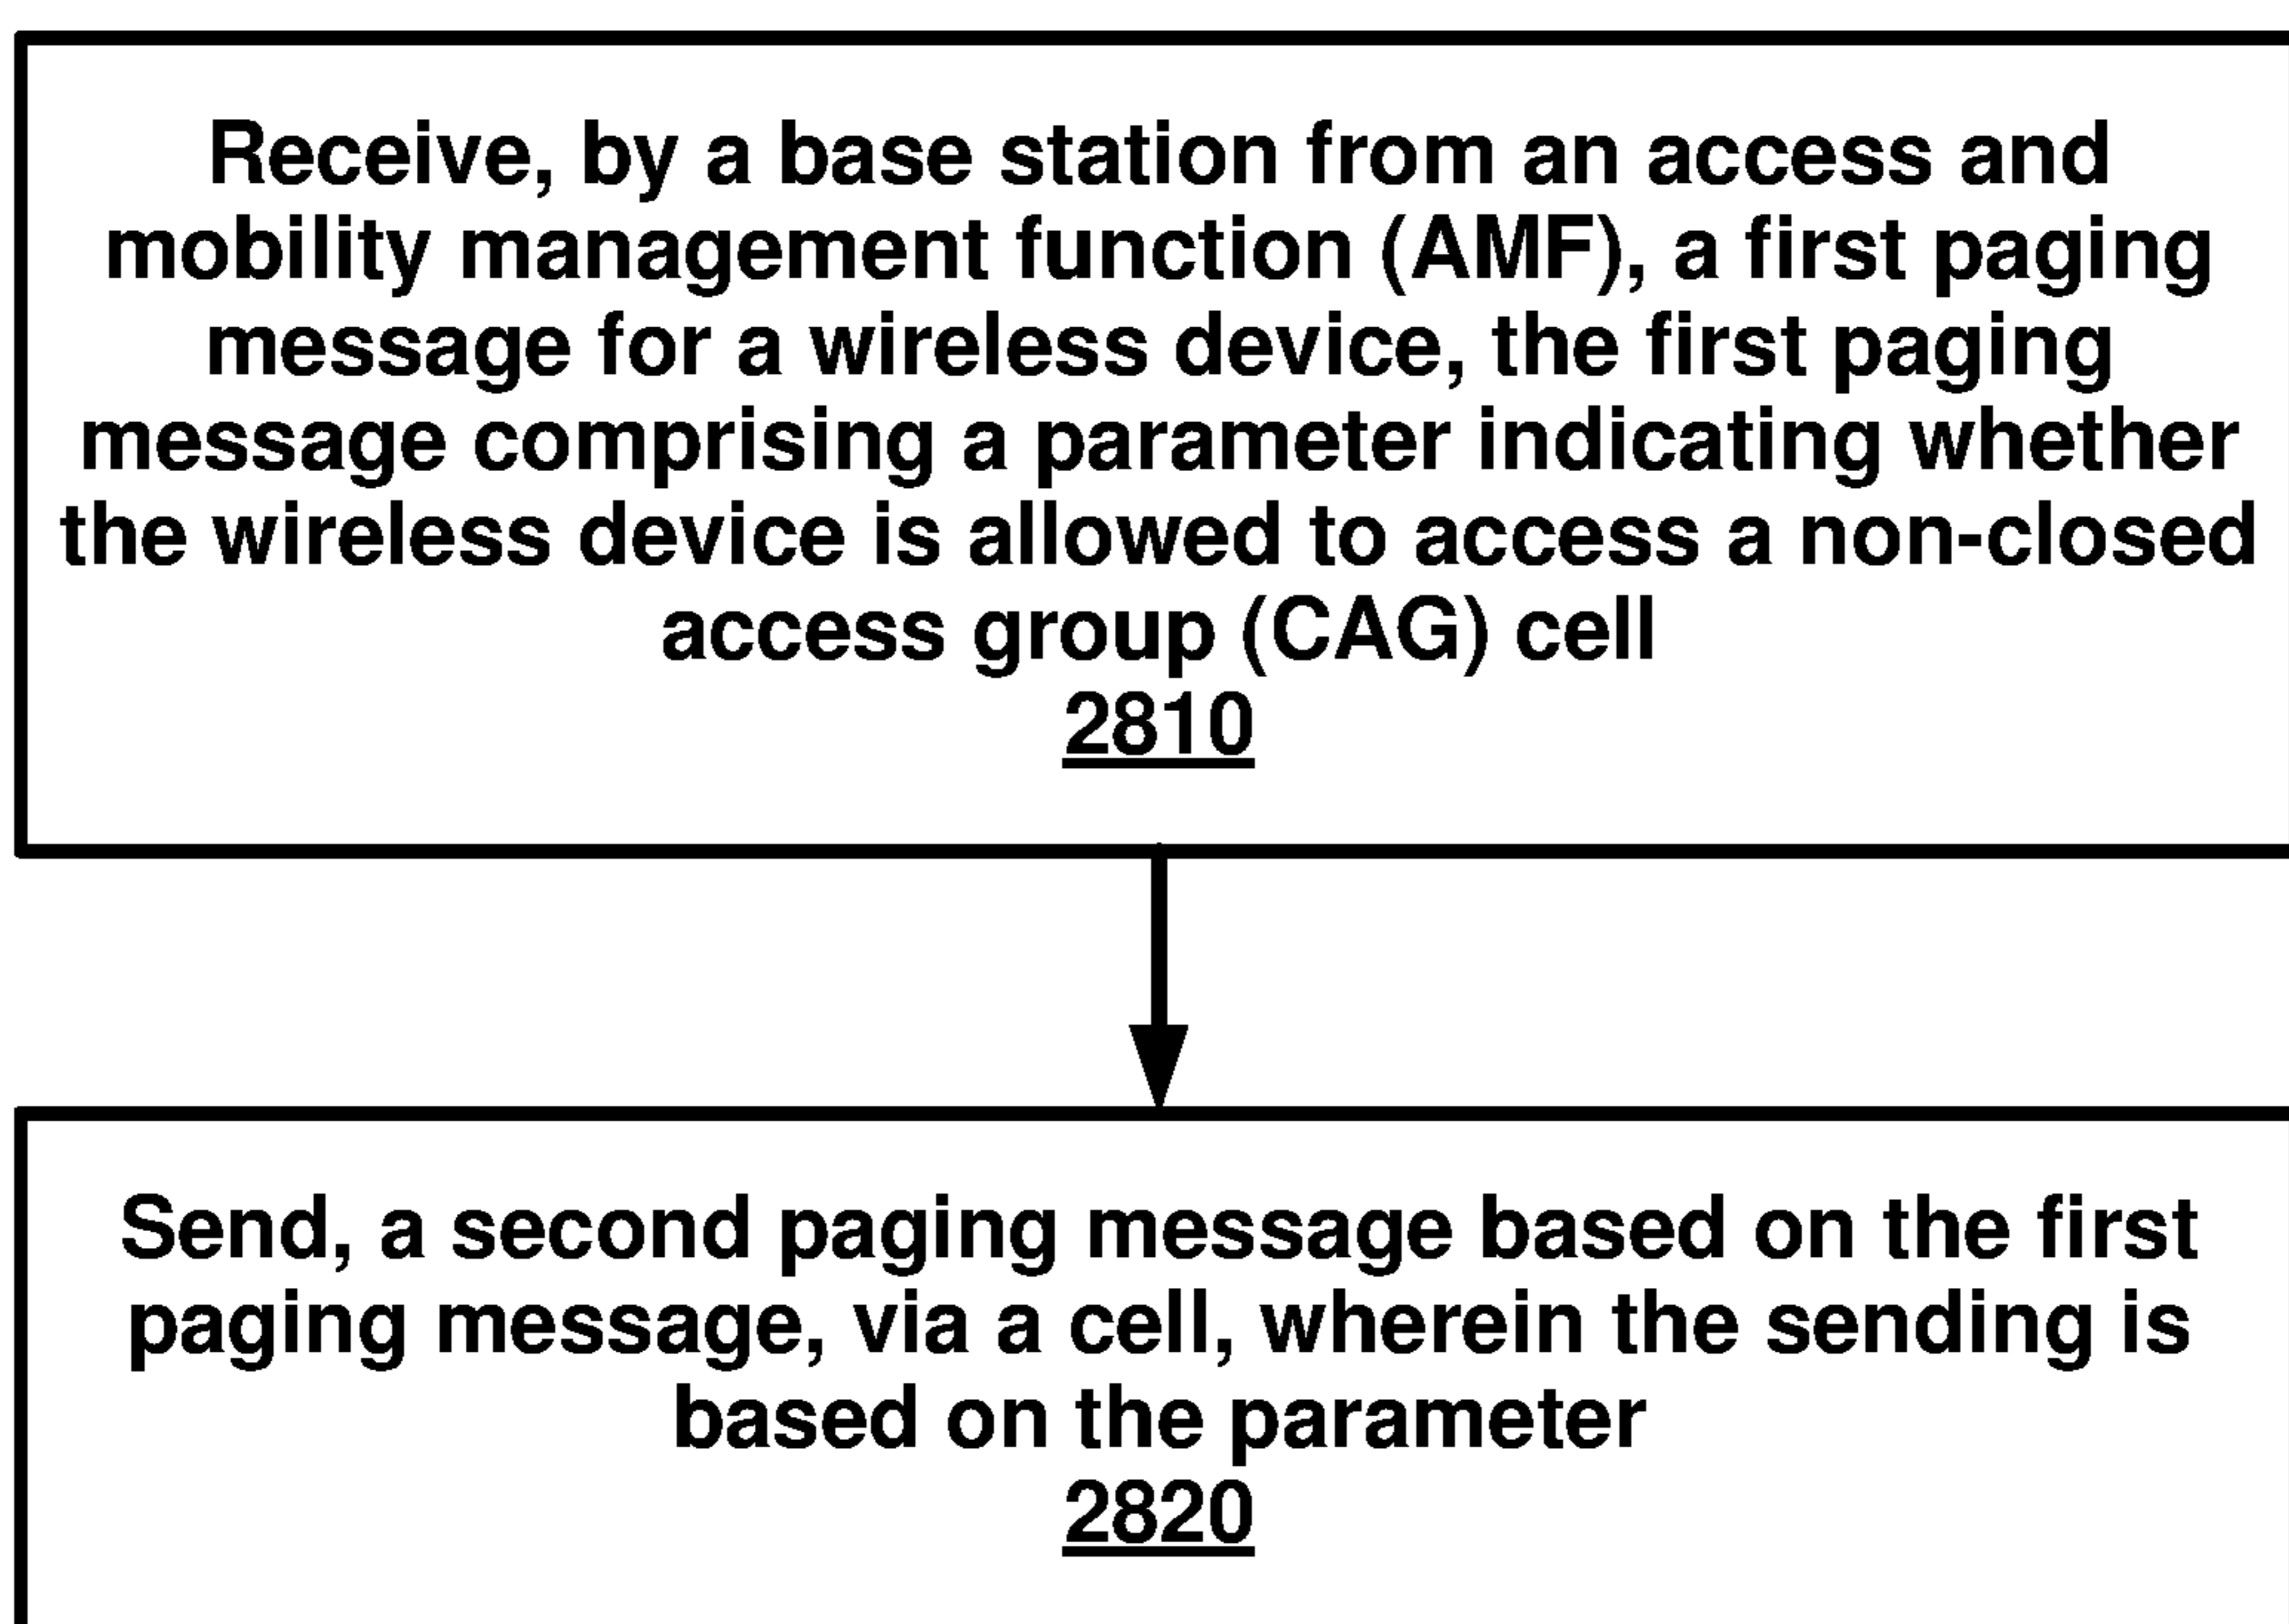 Receive, by a base station from an access and
mobility management function (AMF), a first paging
message for a wireless device, the first paging
message comprising a parameter indicating whether
the wireless device is allowed to access a non-closed
access group (CAG) cell
2810
Send, a second paging message based on the first
paging message, via a cell, wherein the sending is
based on the parameter
2820